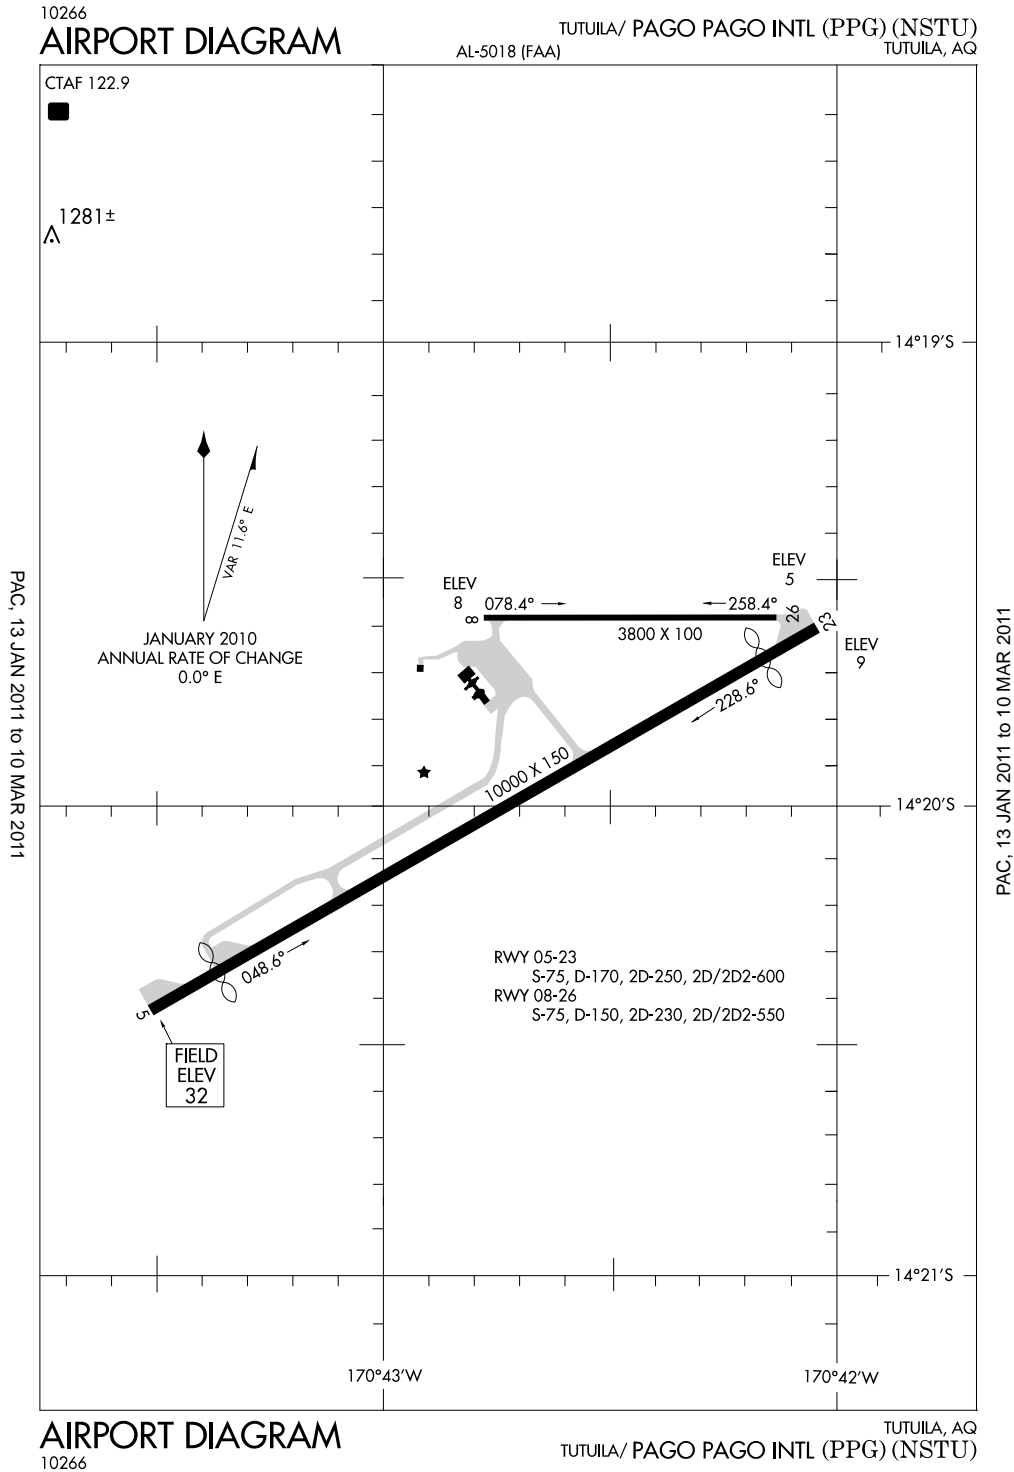 10266
AIRPORT DIAGRAM
AL-5018 (FAA)
TUTUILA/ PAGO PAGO INTL (PPG) (NSTU)
TUTUILA, AQ
CTAF 122.9
1281±
14°19'S
VAR 11.6° E
JANUARY 2010
ANNUAL RATE OF CHANGE
0.0° E
ELEV
5
ELEV
8
078.4°
258.4°
8
26
23
3800 X 100
ELEV
9
228.6°
10000 X 150
14°20'S
048.6°
RWY 05-23
S-75, D-170, 2D-250, 2D/2D2-600
RWY 08-26
S-75, D-150, 2D-230, 2D/2D2-550
5
FIELD
ELEV
32
14°21'S
170°43'W
170°42'W
PAC, 13 JAN 2011 to 10 MAR 2011
PAC, 13 JAN 2011 to 10 MAR 2011
AIRPORT DIAGRAM
10266
TUTUILA, AQ
TUTUILA/ PAGO PAGO INTL (PPG) (NSTU)